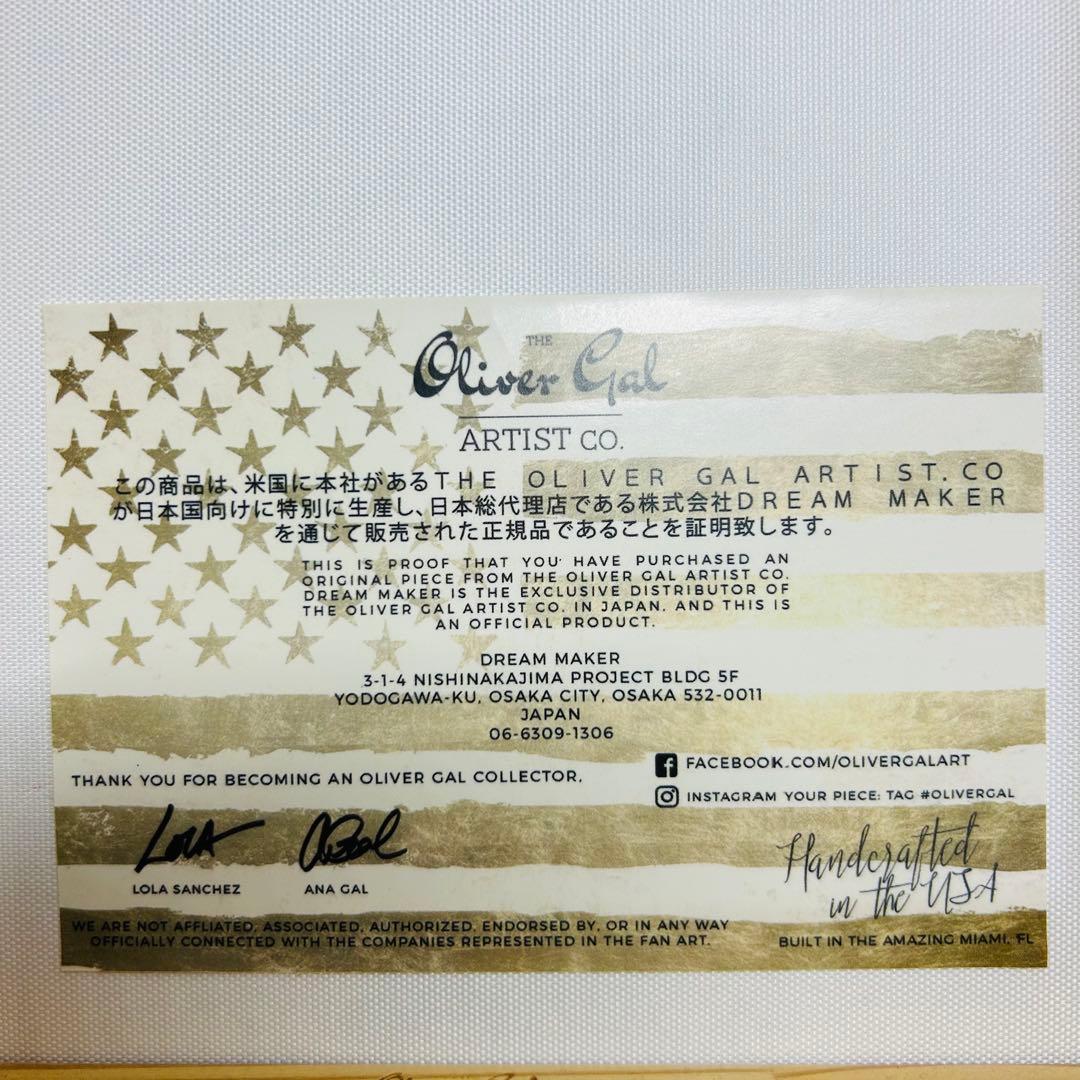 THE
Oliver Gal
ARTIST CO.
この商品は、米国に本社があるTHE OLIVER GAL ARTIST.CO
が日本国向けに特別に生産し、日本総代理店である株式会社DREAM MAKER
を通じて販売された正規品であることを証明致します。
THIS IS PROOF THAT YOU HAVE PURCHASED AN
ORIGINAL PIECE FROM THE OLIVER GAL ARTIST CO.
DREAM MAKER IS THE EXCLUSIVE DISTRIBUTOR OF
THE OLIVER GAL ARTIST CO. IN JAPAN. AND THIS IS
AN OFFICIAL PRODUCT.
DREAM MAKER
3-1-4 NISHINAKAJIMA PROJECT BLDG 5F
YODOGAWA-KU, OSAKA CITY, OSAKA 532-0011
JAPAN
06-6309-1306
FACEBOOK.COM/OLIVERGALART
THANK YOU FOR BECOMING AN OLIVER GAL COLLECTOR,
INSTAGRAM YOUR PIECE: TAG #OLIVERGAL
LOLA SANCHEZ
ANA GAL
Handcrafted
in the USA
WE ARE NOT AFFLIATED, ASSOCIATED, AUTHORIZED, ENDORSED BY, OR IN ANY WAY
OFFICIALLY CONNECTED WITH THE COMPANIES REPRESENTED IN THE FAN ART.
BUILT IN THE AMAZING MIAMI, FL